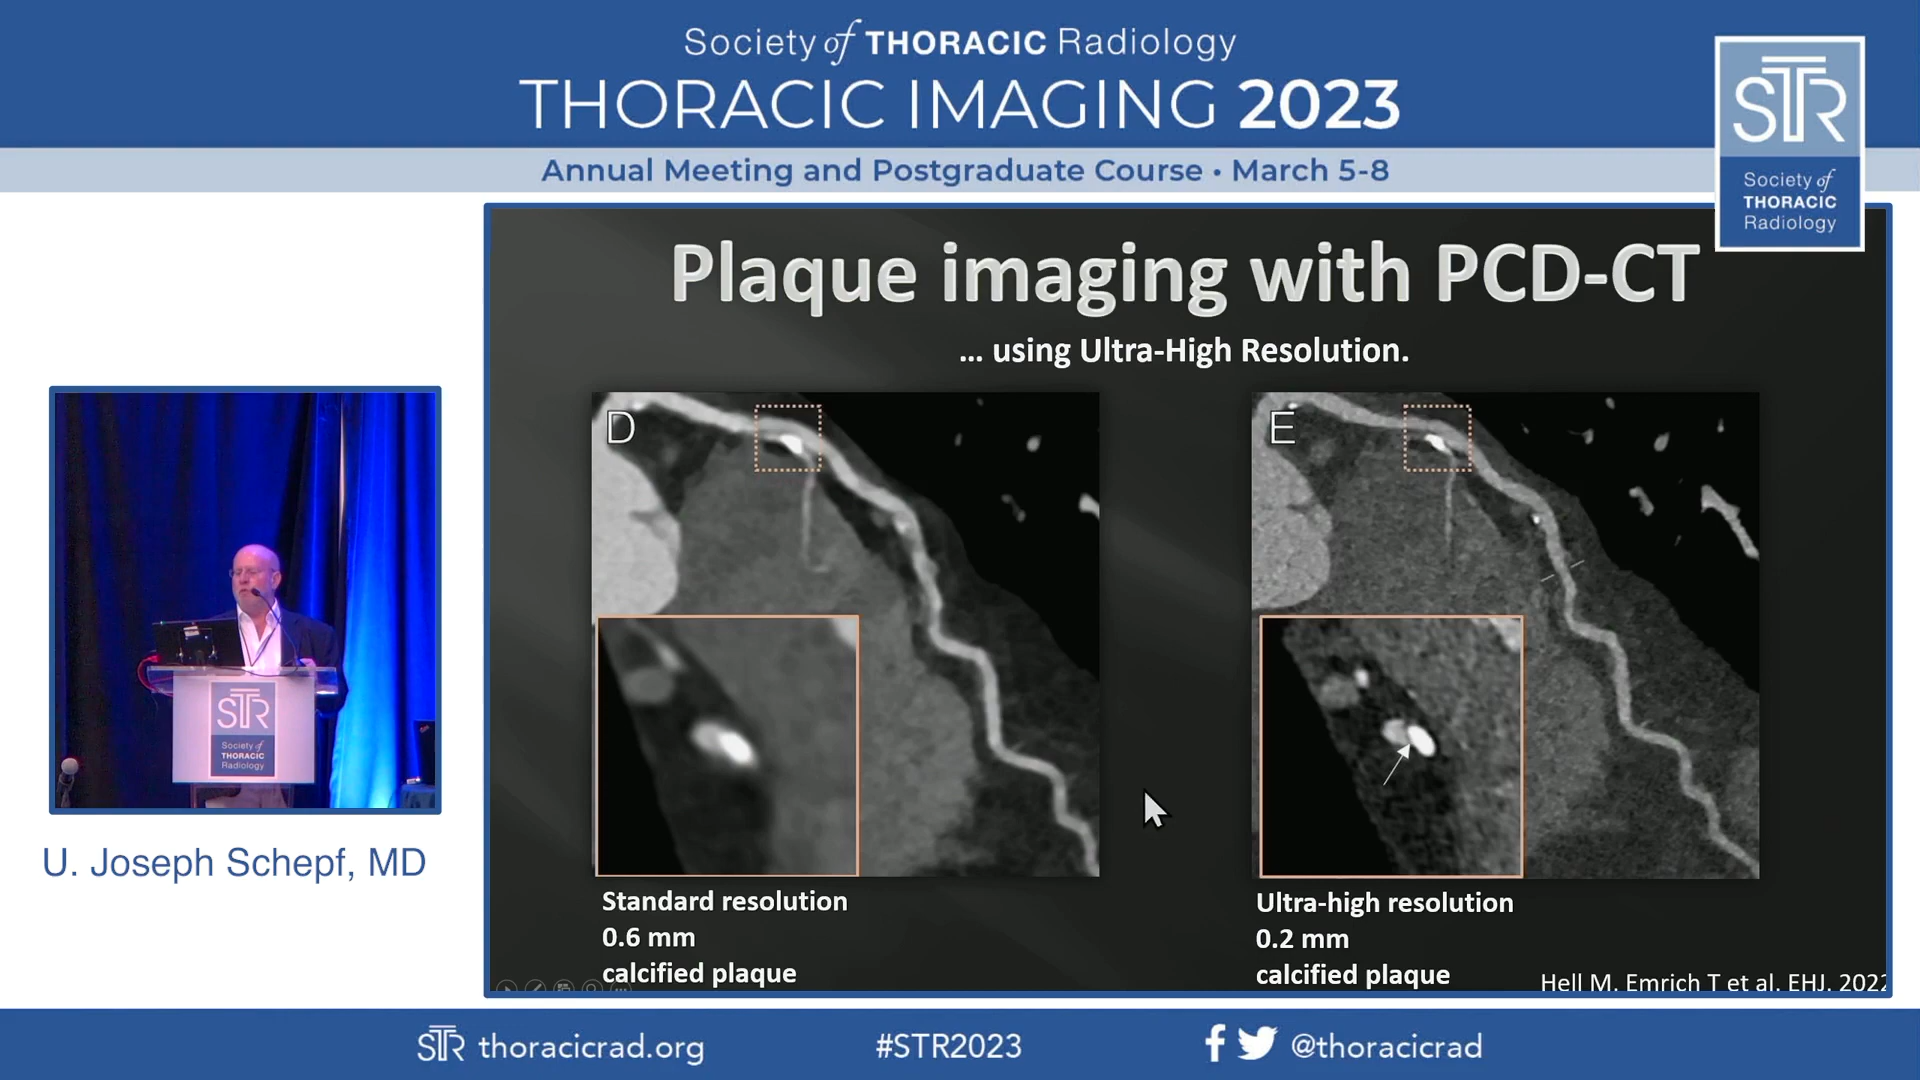 Society of THORACIC Radiology
THORACIC IMAGING 2023
Annual Meeting and Postgraduate Course • March 5-8
STR
Society of
THORACIC
Radiology
Plaque imaging with PCD-CT
... using Ultra-High Resolution.
D
E
Standard resolution
0.6 mm
calcified plaque
Ultra-high resolution
0.2 mm
calcified plaque
Hell M, Emrich T et al. EHJ. 2022
STR
Society of
THORACIC
Radiology
U. Joseph Schepf, MD
STR thoracicrad.org
#STR2023
@thoracicrad